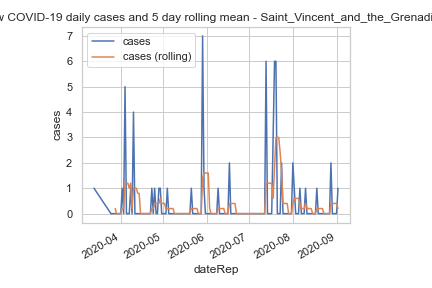 COVID-19 daily cases and 5 day rolling mean - Saint_Vincent_and_the_Grenadi
cases
cases (rolling)
7
6
5
4
3
2
1
0
cases
2020-04
2020-05
2020-06
2020-07
2020-08
2020-09
dateRep